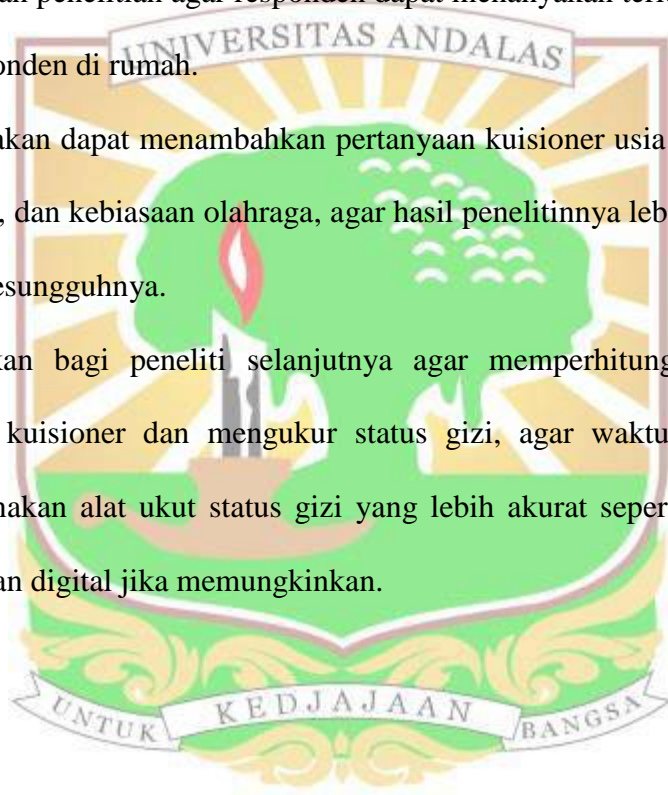 an penelitian agar responden dapat menanyakan
UNIVERSITAS ANDALAS
onden di rumah.
akan dapat menambahkan pertanyaan kuisioner usia
, dan kebiasaan olahraga, agar hasil penelitinnya leb
esungguhnya.
kan bagi peneliti selanjutnya agar memperhitung
kuisioner dan mengukur status gizi, agar waktu
nakan alat ukut status gizi yang lebih akurat seper
an digital jika memungkinkan.
UNTUK KEDJAJAAN BANGSA